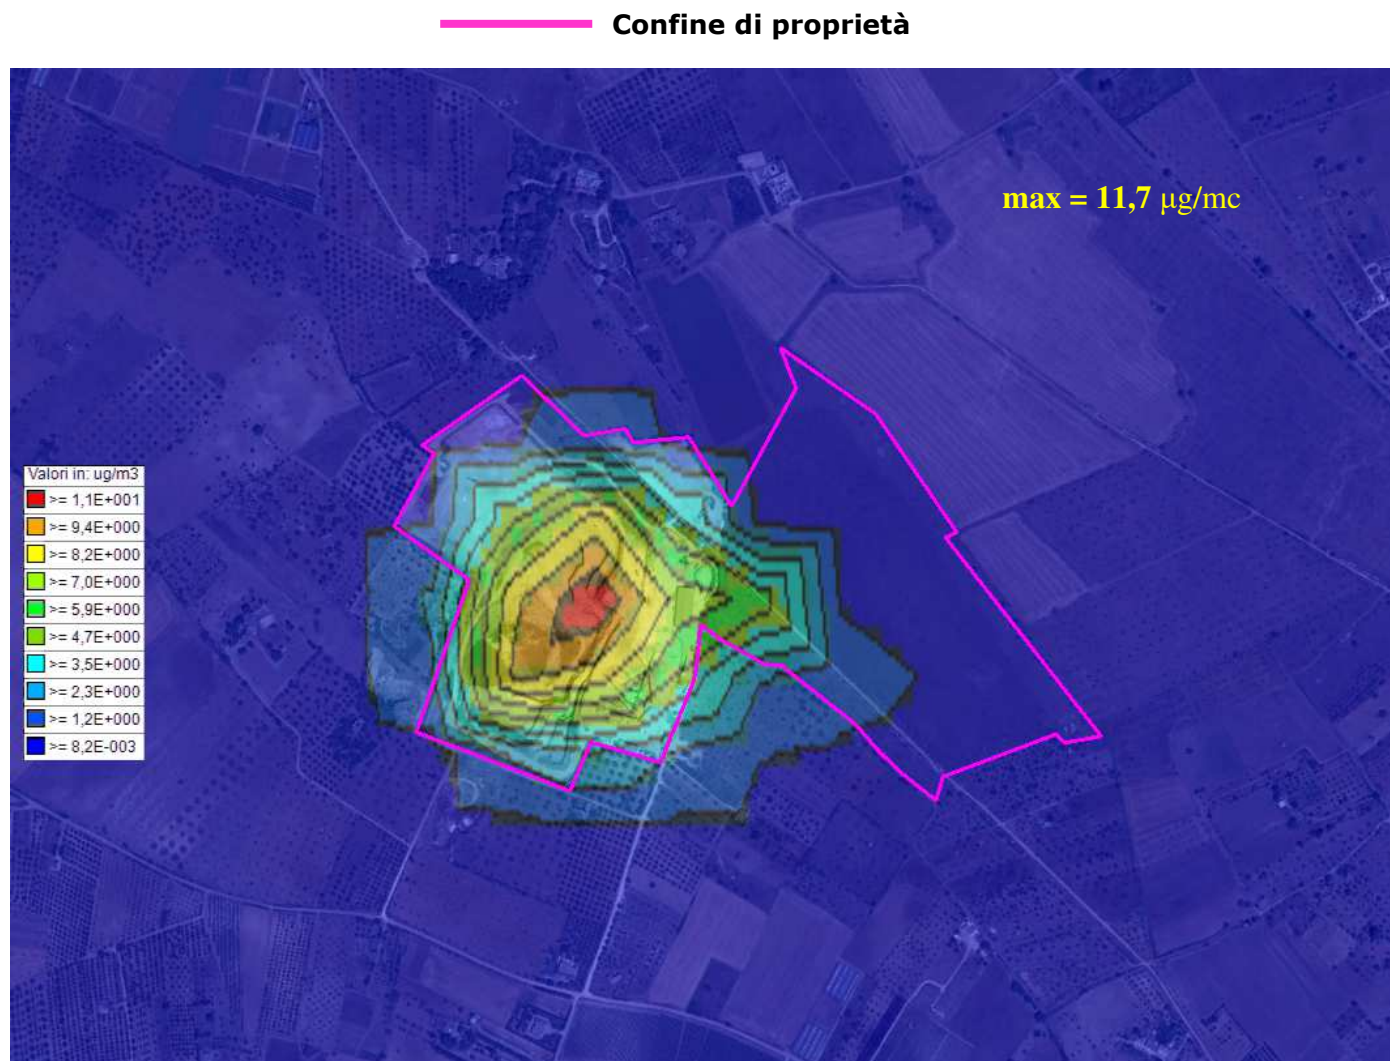 Confine di proprietà
max = 11,7 µg/mc
Valori in: ug/m3
>= 1,1E+001
>= 9,4E+000
>= 8,2E+000
>= 7,0E+000
>= 5,9E+000
>= 4,7E+000
>= 3,5E+000
>= 2,3E+000
>= 1,2E+000
>= 8,2E-003